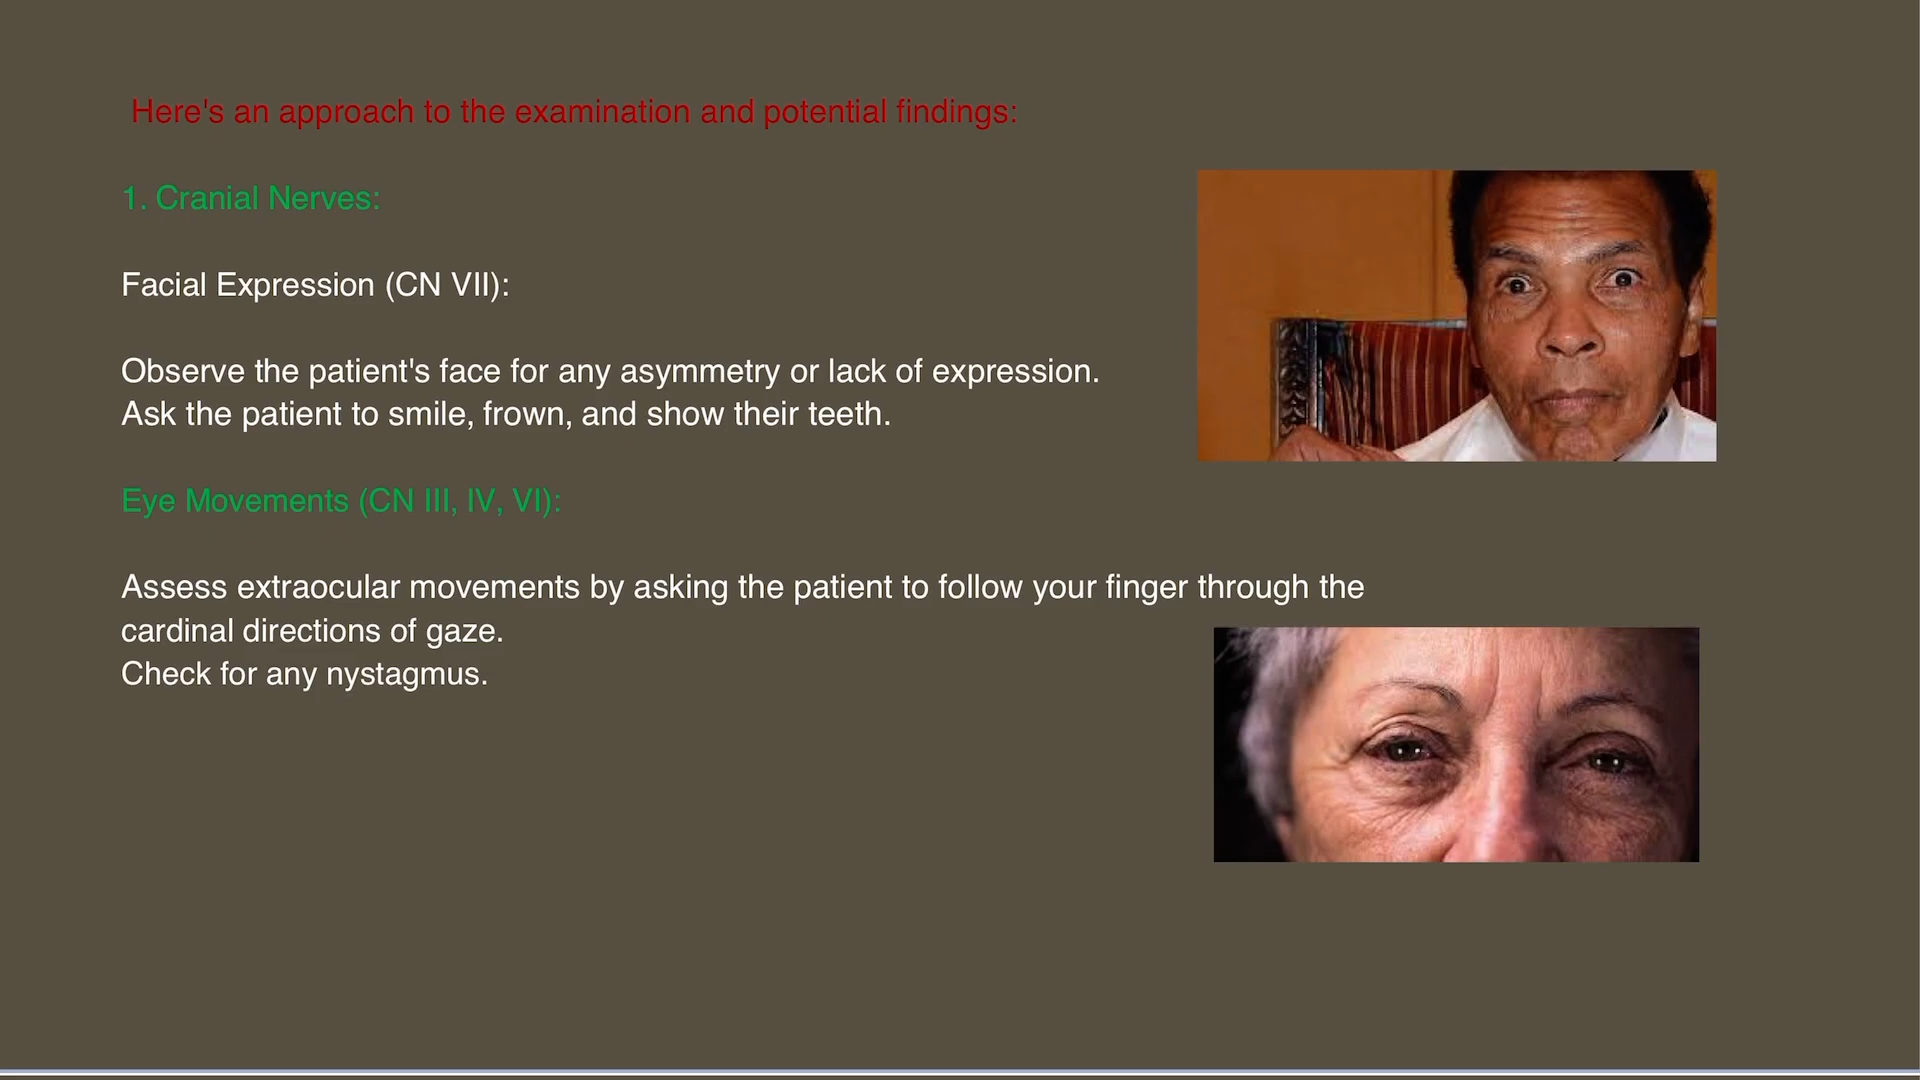 Here's an approach to the examination and potential findings:
1. Cranial Nerves:
Facial Expression (CN VII):
Observe the patient's face for any asymmetry or lack of expression.
Ask the patient to smile, frown, and show their teeth.
Eye Movements (CN III, IV, VI):
Assess extraocular movements by asking the patient to follow your finger through the
cardinal directions of gaze.
Check for any nystagmus.